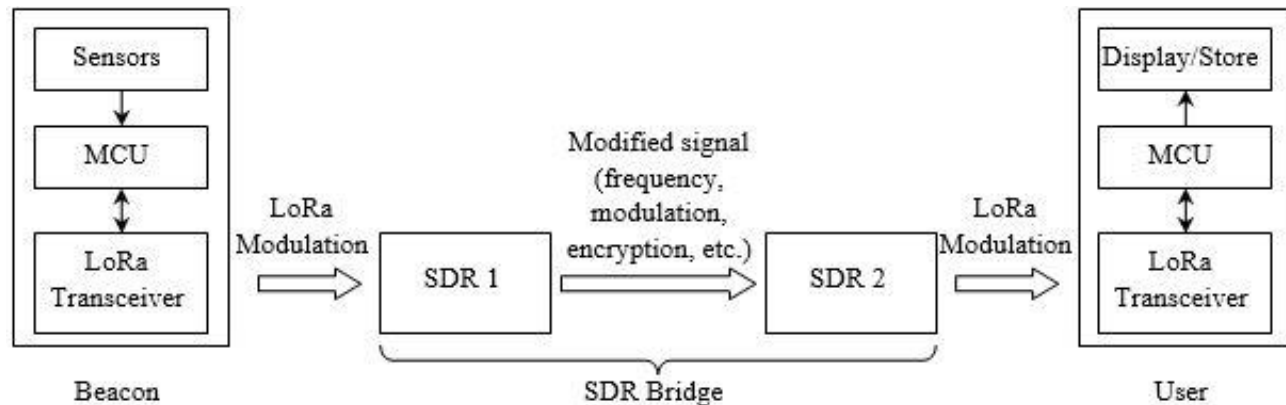 Sensors
MCU
LoRa
Transceiver
Beacon
LoRa
Modulation
SDR 1
Modified signal
(frequency,
modulation,
encryption, etc.)
SDR 2
SDR Bridge
LoRa
Modulation
Display/Store
MCU
LoRa
Transceiver
User